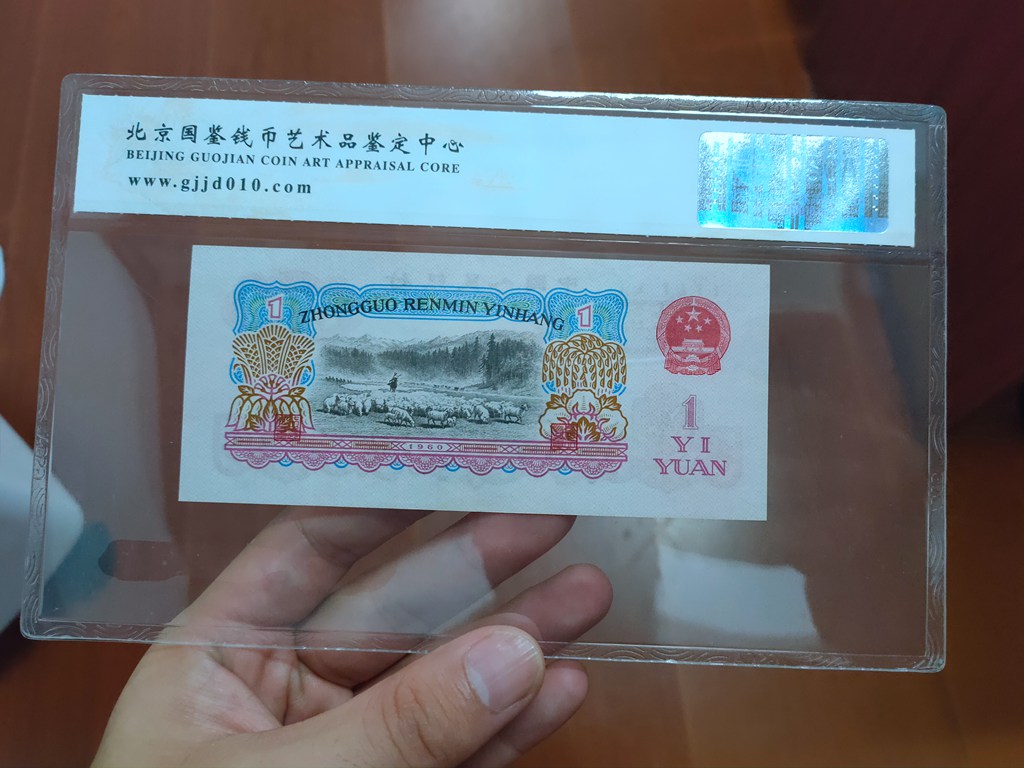 北京国鉴钱币艺术品鉴定中心
BEIJING GUOJIAN COIN ART APPRAISAL CORE
www.gjjd010.com
1 ZHONGGUO RENMIN YINHANG 1
1960
1
YI
YUAN